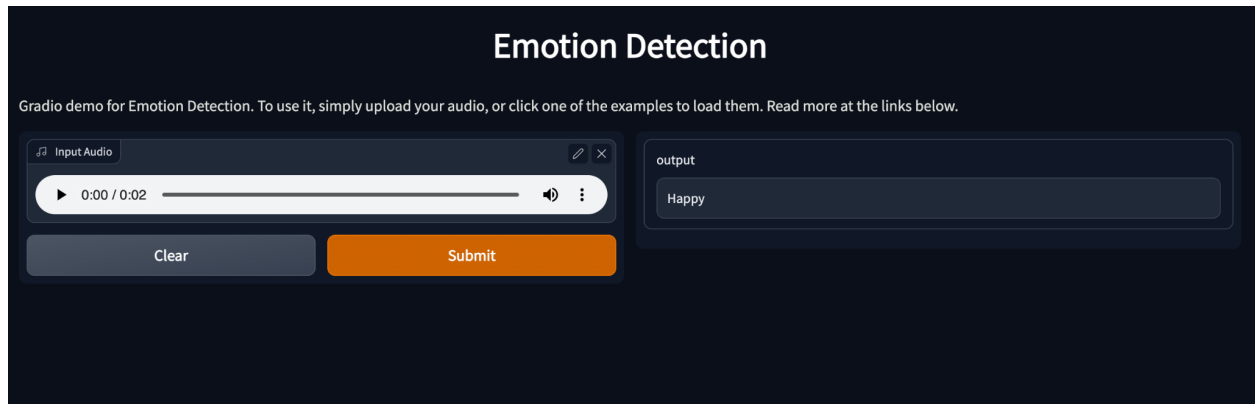 Emotion Detection
Gradio demo for Emotion Detection. To use it, simply upload your audio, or click one of the examples to load them. Read more at the links below.
Input Audio
0:00 / 0:02
Clear
Submit
output
Happy